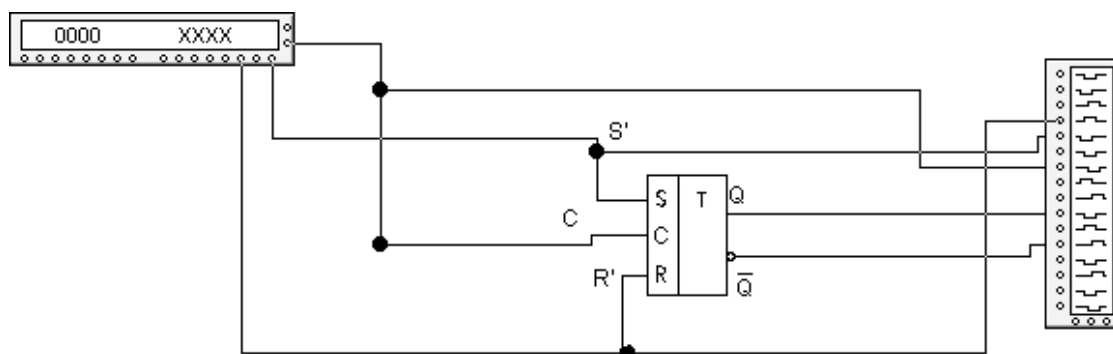 0000 XXXX
S'
S T Q
C
C
R'
R
Q̅